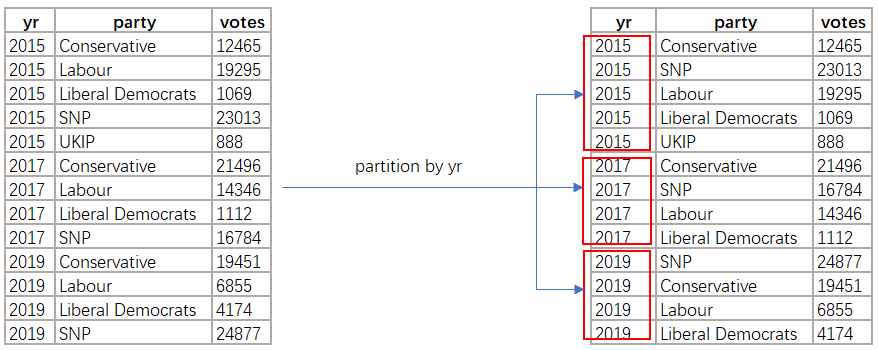 yr party votes
2015 Conservative 12465
2015 Labour 19295
2015 Liberal Democrats 1069
2015 SNP 23013
2015 UKIP 888
2017 Conservative 21496
2017 Labour 14346
2017 Liberal Democrats 1112
2017 SNP 16784
2019 Conservative 19451
2019 Labour 6855
2019 Liberal Democrats 4174
2019 SNP 24877
partition by yr
yr party votes
2015 Conservative 12465
2015 SNP 23013
2015 Labour 19295
2015 Liberal Democrats 1069
2015 UKIP 888
2017 Conservative 21496
2017 SNP 16784
2017 Labour 14346
2017 Liberal Democrats 1112
2019 SNP 24877
2019 Conservative 19451
2019 Labour 6855
2019 Liberal Democrats 4174